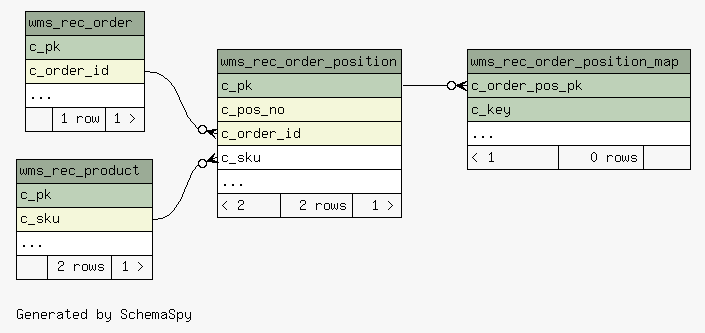 wms_rec_order
c_pk
c_order_id
...
1 row 1 >
wms_rec_product
c_pk
c_sku
...
2 rows 1 >
wms_rec_order_position
c_pk
c_pos_no
c_order_id
c_sku
...
< 2 2 rows 1 >
wms_rec_order_position_map
c_order_pos_pk
c_key
...
< 1 0 rows
Generated by SchemaSpy